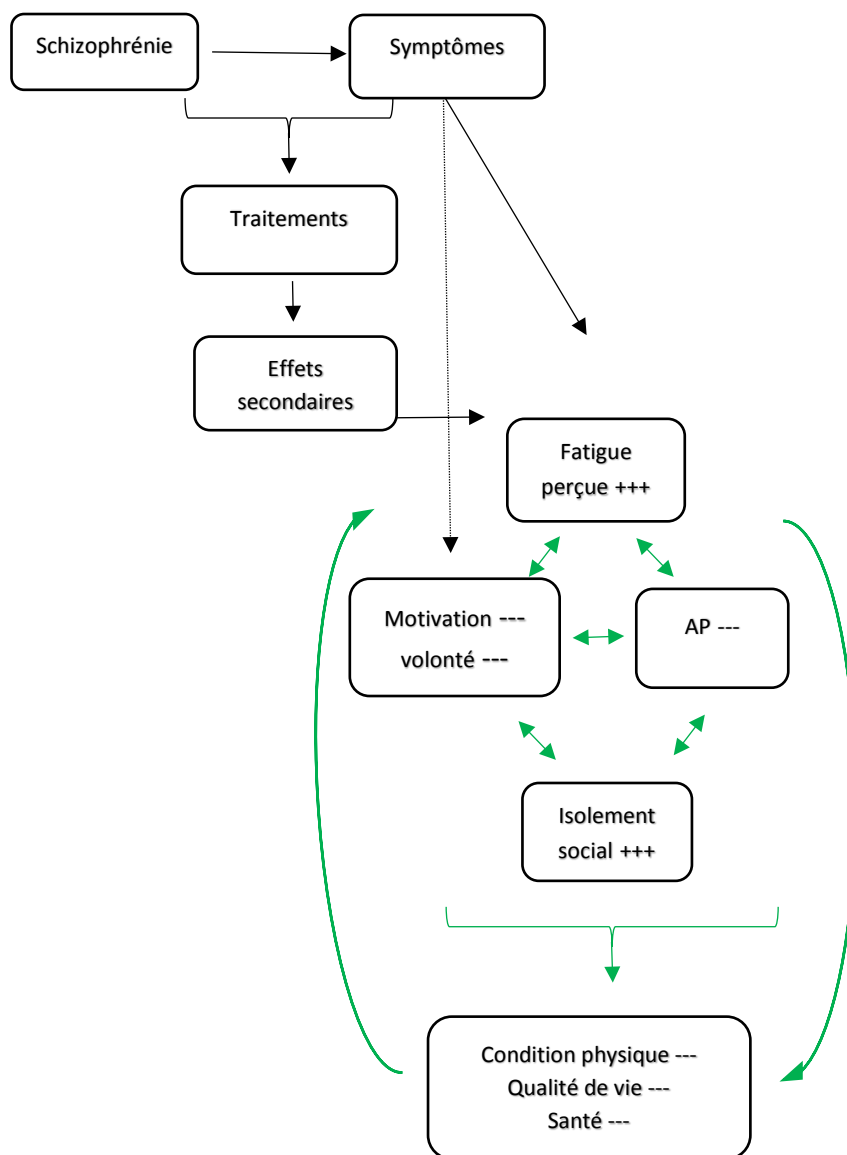 Schizophrénie
Symptômes
Traitements
Effets
secondaires
Fatigue
perçue +++
Motivation ---
volonté ---
AP ---
Isolement
social +++
Condition physique ---
Qualité de vie ---
Santé ---